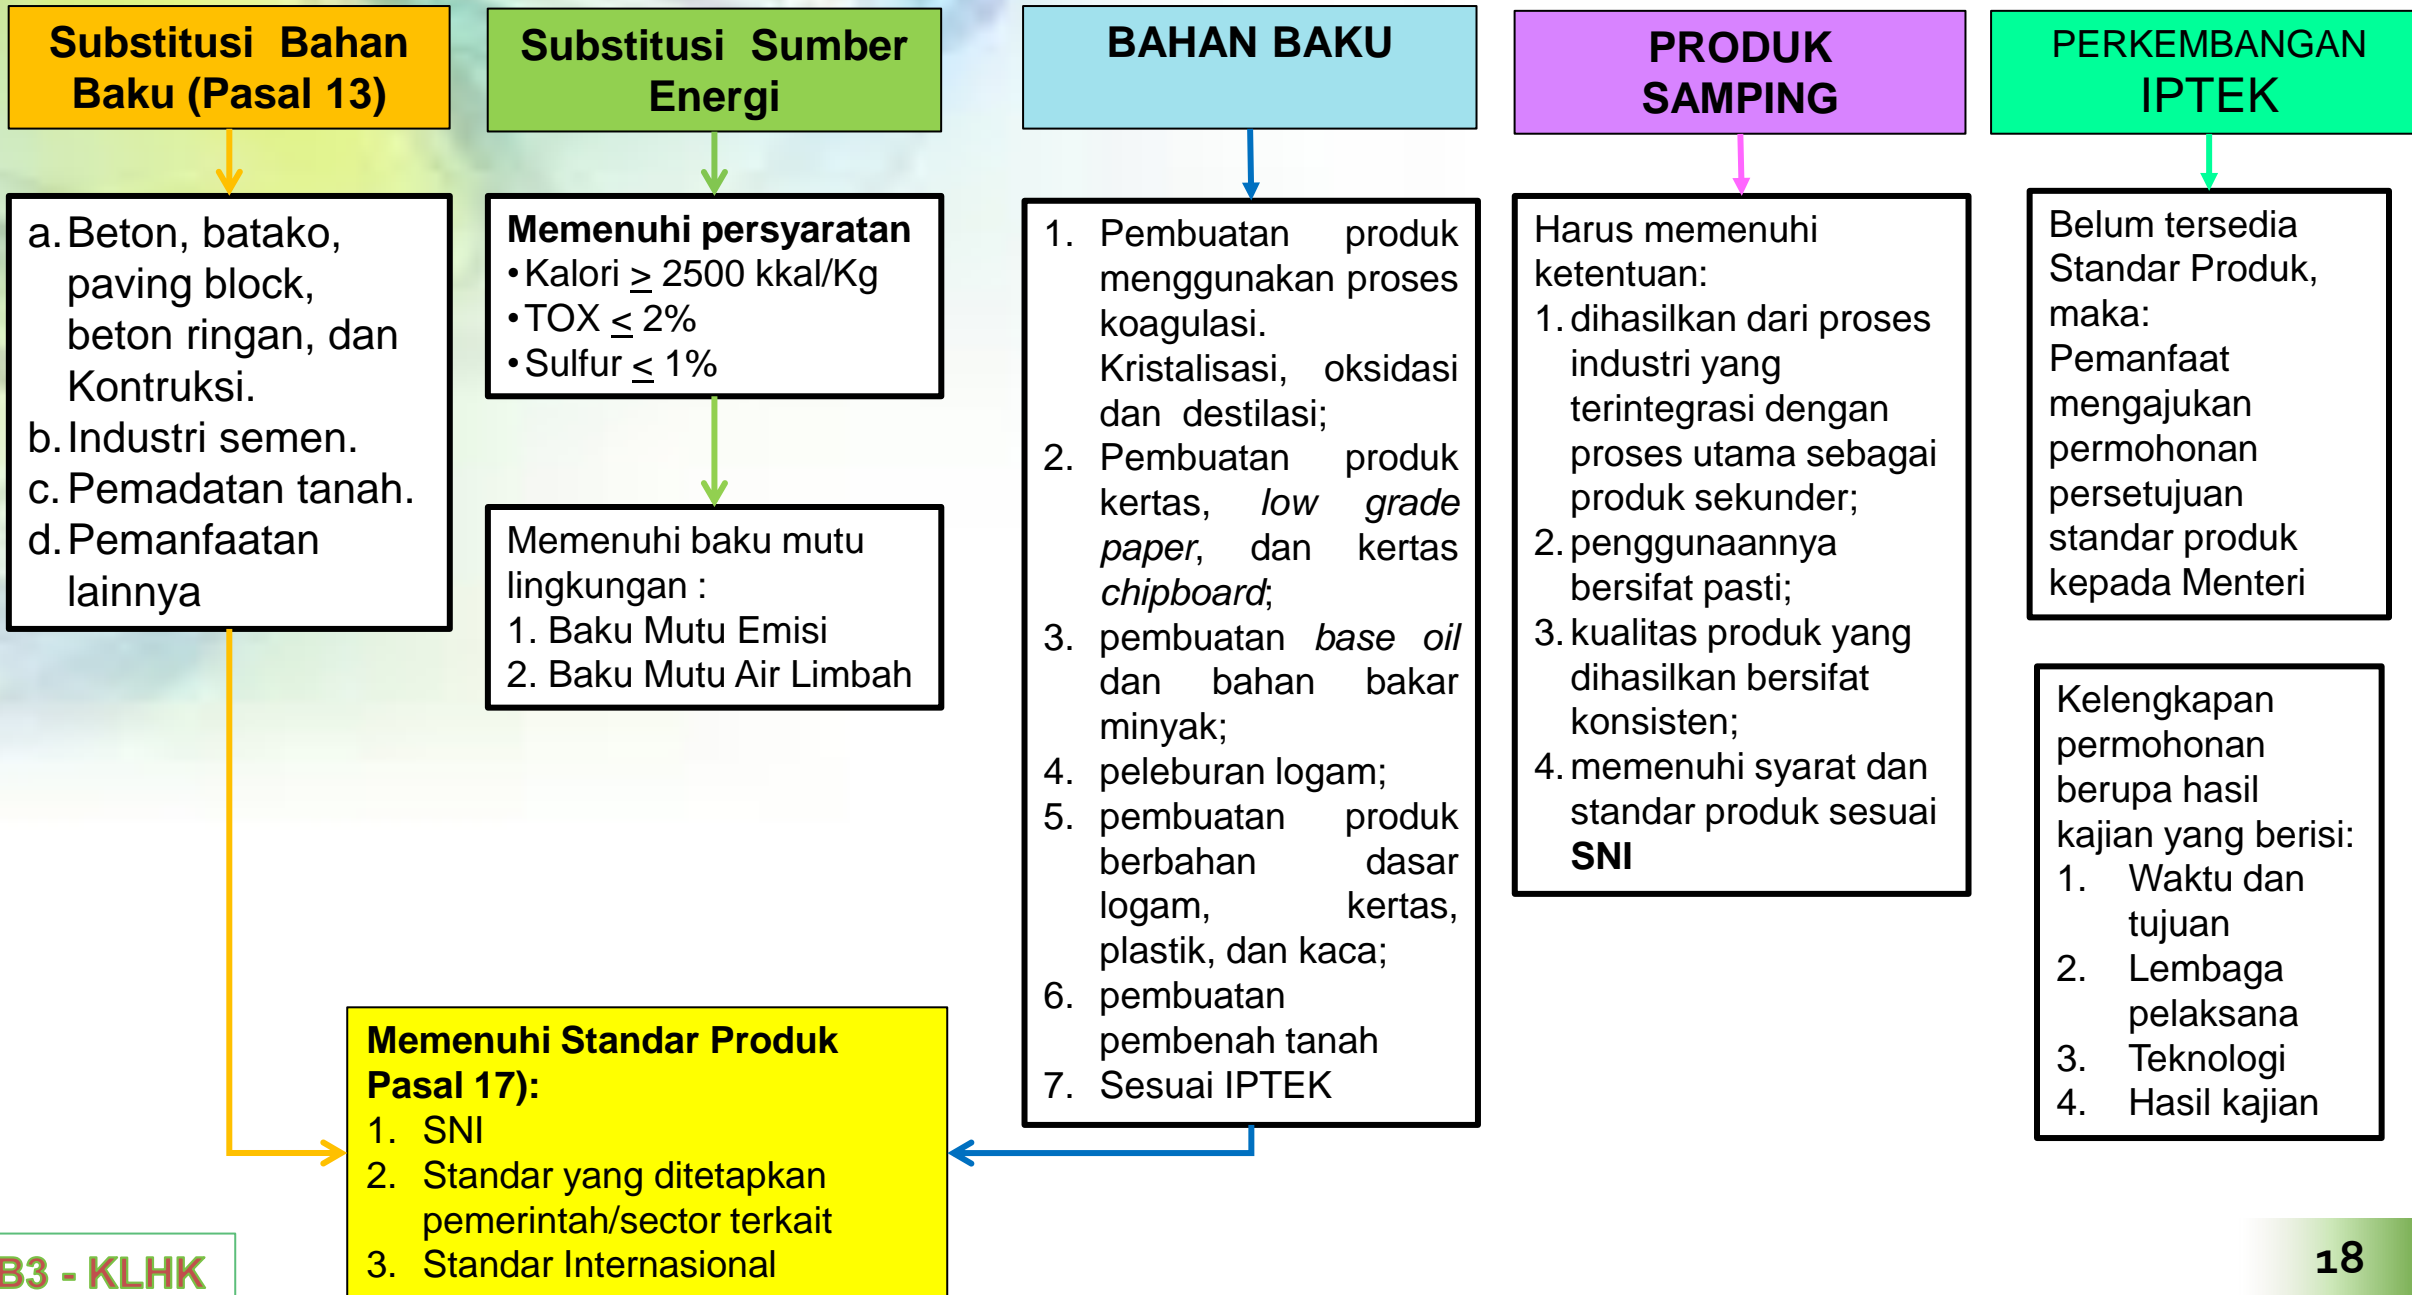 Substitusi Bahan
Baku (Pasal 13)
a. Beton, batako,
paving block,
beton ringan, dan
Kontruksi.
b. Industri semen.
c. Pemadatan tanah.
d. Pemanfaatan
lainnya
Substitusi Sumber
Energi
Memenuhi persyaratan
• Kalori ≥ 2500 kkal/Kg
• TOX ≤ 2%
• Sulfur ≤ 1%
Memenuhi baku mutu
lingkungan :
1. Baku Mutu Emisi
2. Baku Mutu Air Limbah
BAHAN BAKU
1. Pembuatan produk
menggunakan proses
koagulasi.
Kristalisasi, oksidasi
dan destilasi;
2. Pembuatan produk
kertas, low grade
paper, dan kertas
chipboard;
3. pembuatan base oil
dan bahan bakar
minyak;
4. peleburan logam;
5. pembuatan produk
berbahan dasar
logam, kertas,
plastik, dan kaca;
6. pembuatan
pembenah tanah
7. Sesuai IPTEK
PRODUK
SAMPING
Harus memenuhi
ketentuan:
1. dihasilkan dari proses
industri yang
terintegrasi dengan
proses utama sebagai
produk sekunder;
2. penggunaannya
bersifat pasti;
3. kualitas produk yang
dihasilkan bersifat
konsisten;
4. memenuhi syarat dan
standar produk sesuai
SNI
PERKEMBANGAN
IPTEK
Belum tersedia
Standar Produk,
maka:
Pemanfaat
mengajukan
permohonan
persetujuan
standar produk
kepada Menteri
Kelengkapan
permohonan
berupa hasil
kajian yang berisi:
1. Waktu dan
tujuan
2. Lembaga
pelaksana
3. Teknologi
4. Hasil kajian
Memenuhi Standar Produk
Pasal 17):
1. SNI
2. Standar yang ditetapkan
pemerintah/sector terkait
3. Standar Internasional
B3 - KLHK
18